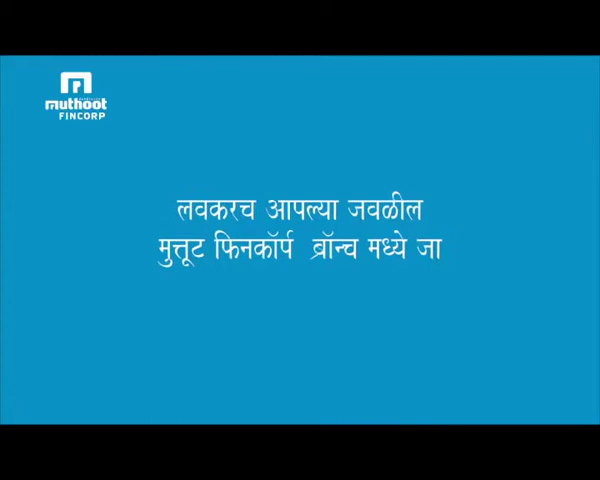 muthoot
FINCORP
लवकरच आपल्या जवळील
मुत्तूट फिनकॉर्प ब्रॉन्च मध्ये जा